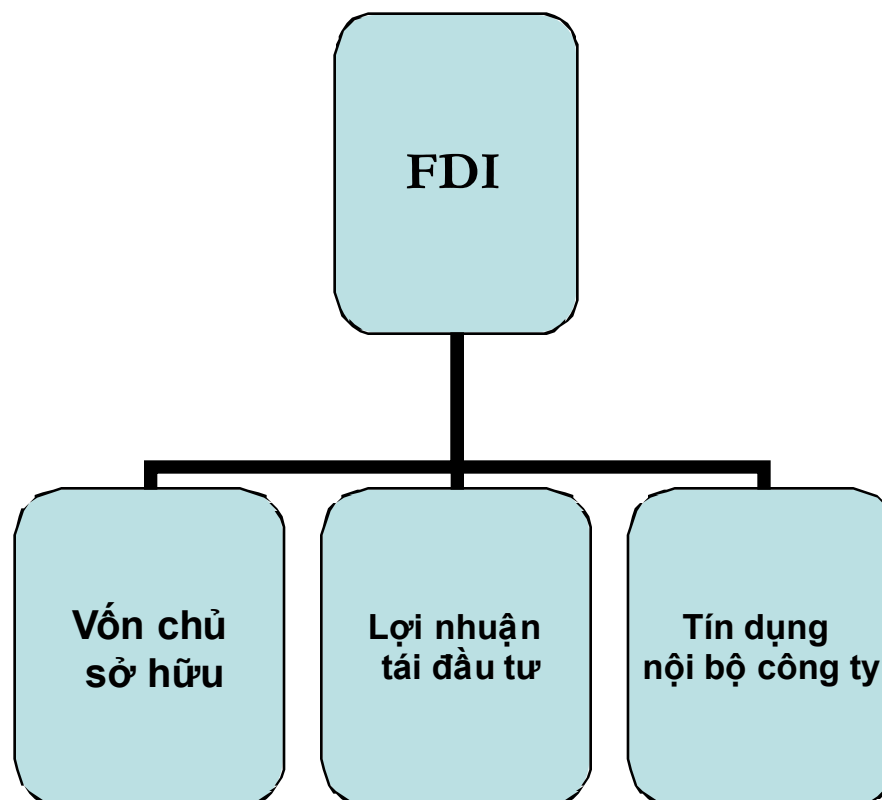 FDI
Vốn chủ
sở hữu
Lợi nhuận
tái đầu tư
Tín dụng
nội bộ công ty